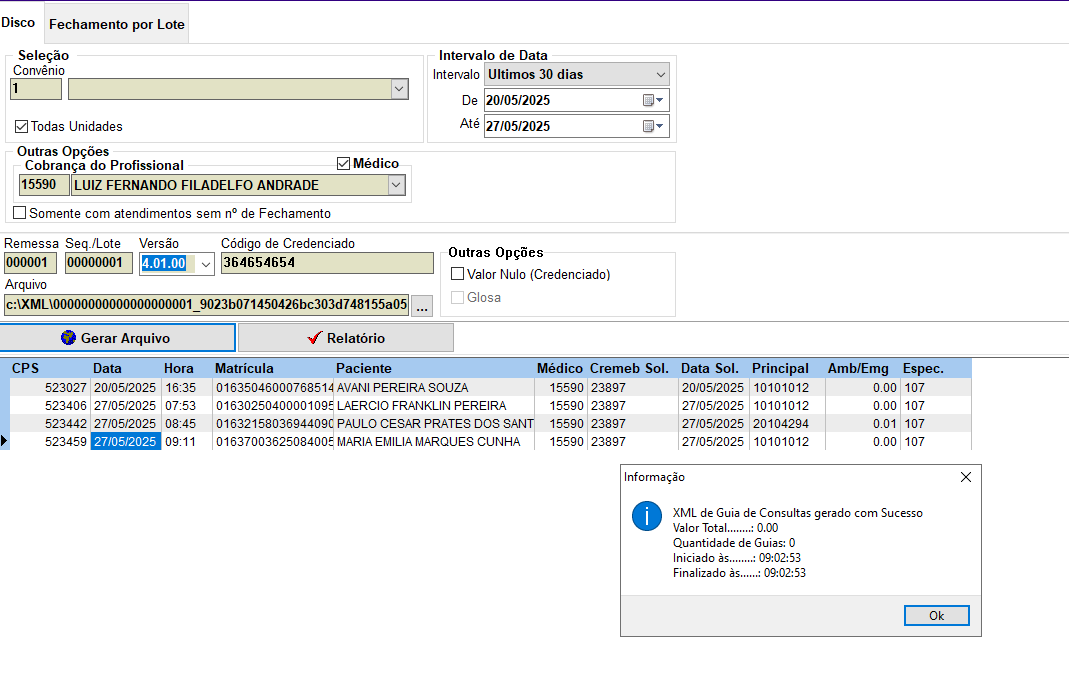 Disco
Fechamento por Lote
Seleção
Convênio
1
Todas Unidades
Intervalo de Data
Intervalo Ultimos 30 dias
De 20/05/2025
Até 27/05/2025
Outras Opções
Cobrança do Profissional
Médico
15590 LUIZ FERNANDO FILADELFO ANDRADE
Somente com atendimentos sem nº de Fechamento
Remessa Seq./Lote Versão Código de Credenciado
000001 00000001 4.01.00 364654654
Arquivo
c:\XML\00000000000000000001_9023b071450426bc303d748155a05 ...
Outras Opções
Valor Nulo (Credenciado)
Glosa
Gerar Arquivo
Relatório
CPS Data Hora Matrícula Paciente Médico Cremeb Sol. Data Sol. Principal Amb/Emg Espec.
523027 20/05/2025 16:35 01635046000768514 AVANI PEREIRA SOUZA 15590 23897 20/05/2025 10101012 0.00 107
523406 27/05/2025 07:53 01630250400001095 LAERCIO FRANKLIN PEREIRA 15590 23897 27/05/2025 10101012 0.00 107
523442 27/05/2025 08:45 01632158036944090 PAULO CESAR PRATES DOS SANT 15590 23897 27/05/2025 20104294 0.01 107
523459 27/05/2025 09:11 01637003625084005 MARIA EMILIA MARQUES CUNHA 15590 23897 27/05/2025 10101012 0.00 107
Informação
XML de Guia de Consultas gerado com Sucesso
Valor Total........: 0.00
Quantidade de Guias: 0
Iniciado às........: 09:02:53
Finalizado às......: 09:02:53
Ok